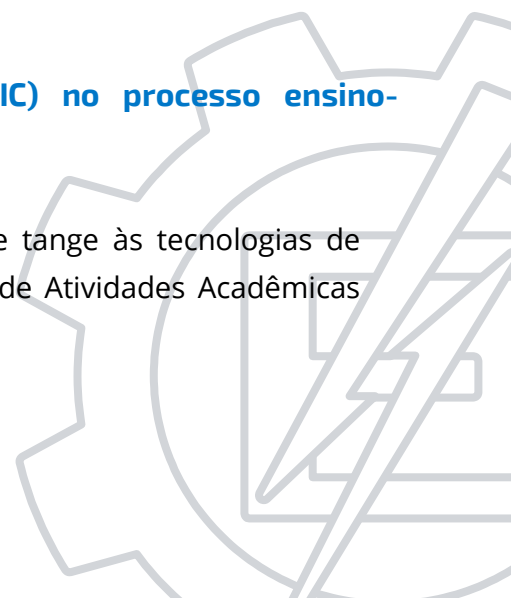 IC) no processo ensino-
e tange às tecnologias de
de Atividades Acadêmicas